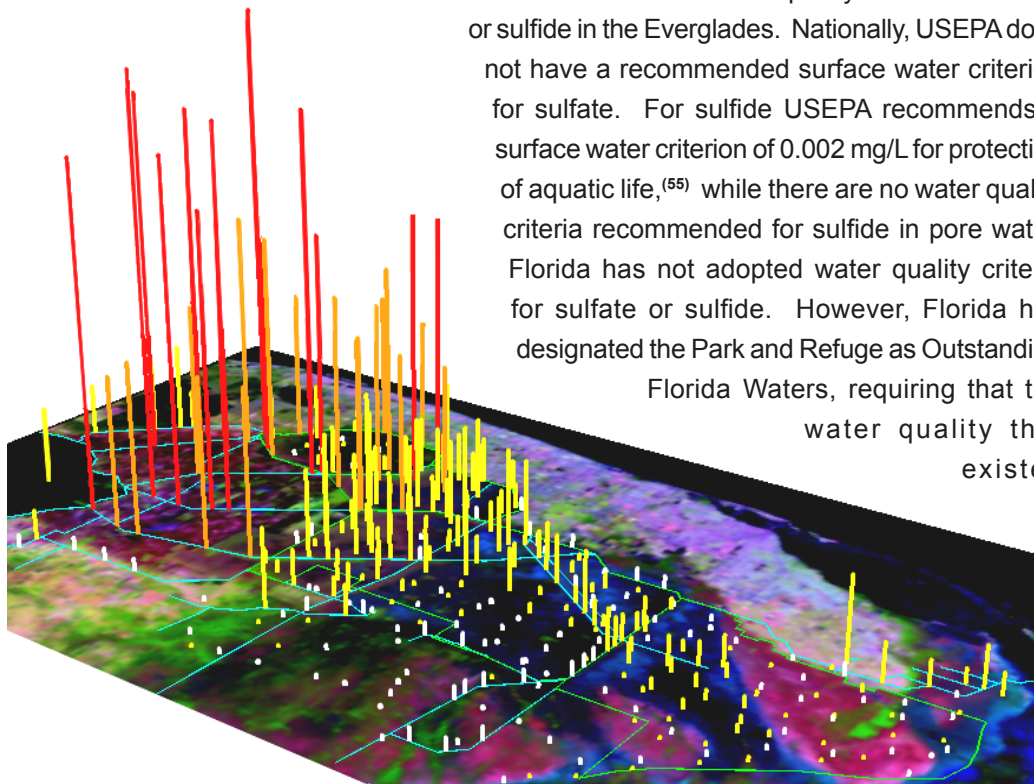 or sulfide in the Everglades. Nationally, USEPA do
not have a recommended surface water criteri
for sulfate. For sulfide USEPA recommends
surface water criterion of 0.002 mg/L for protecti
of aquatic life,(55) while there are no water qual
criteria recommended for sulfide in pore wat
Florida has not adopted water quality crite
for sulfate or sulfide. However, Florida h
designated the Park and Refuge as Outstandi
Florida Waters, requiring that t
water quality th
existe